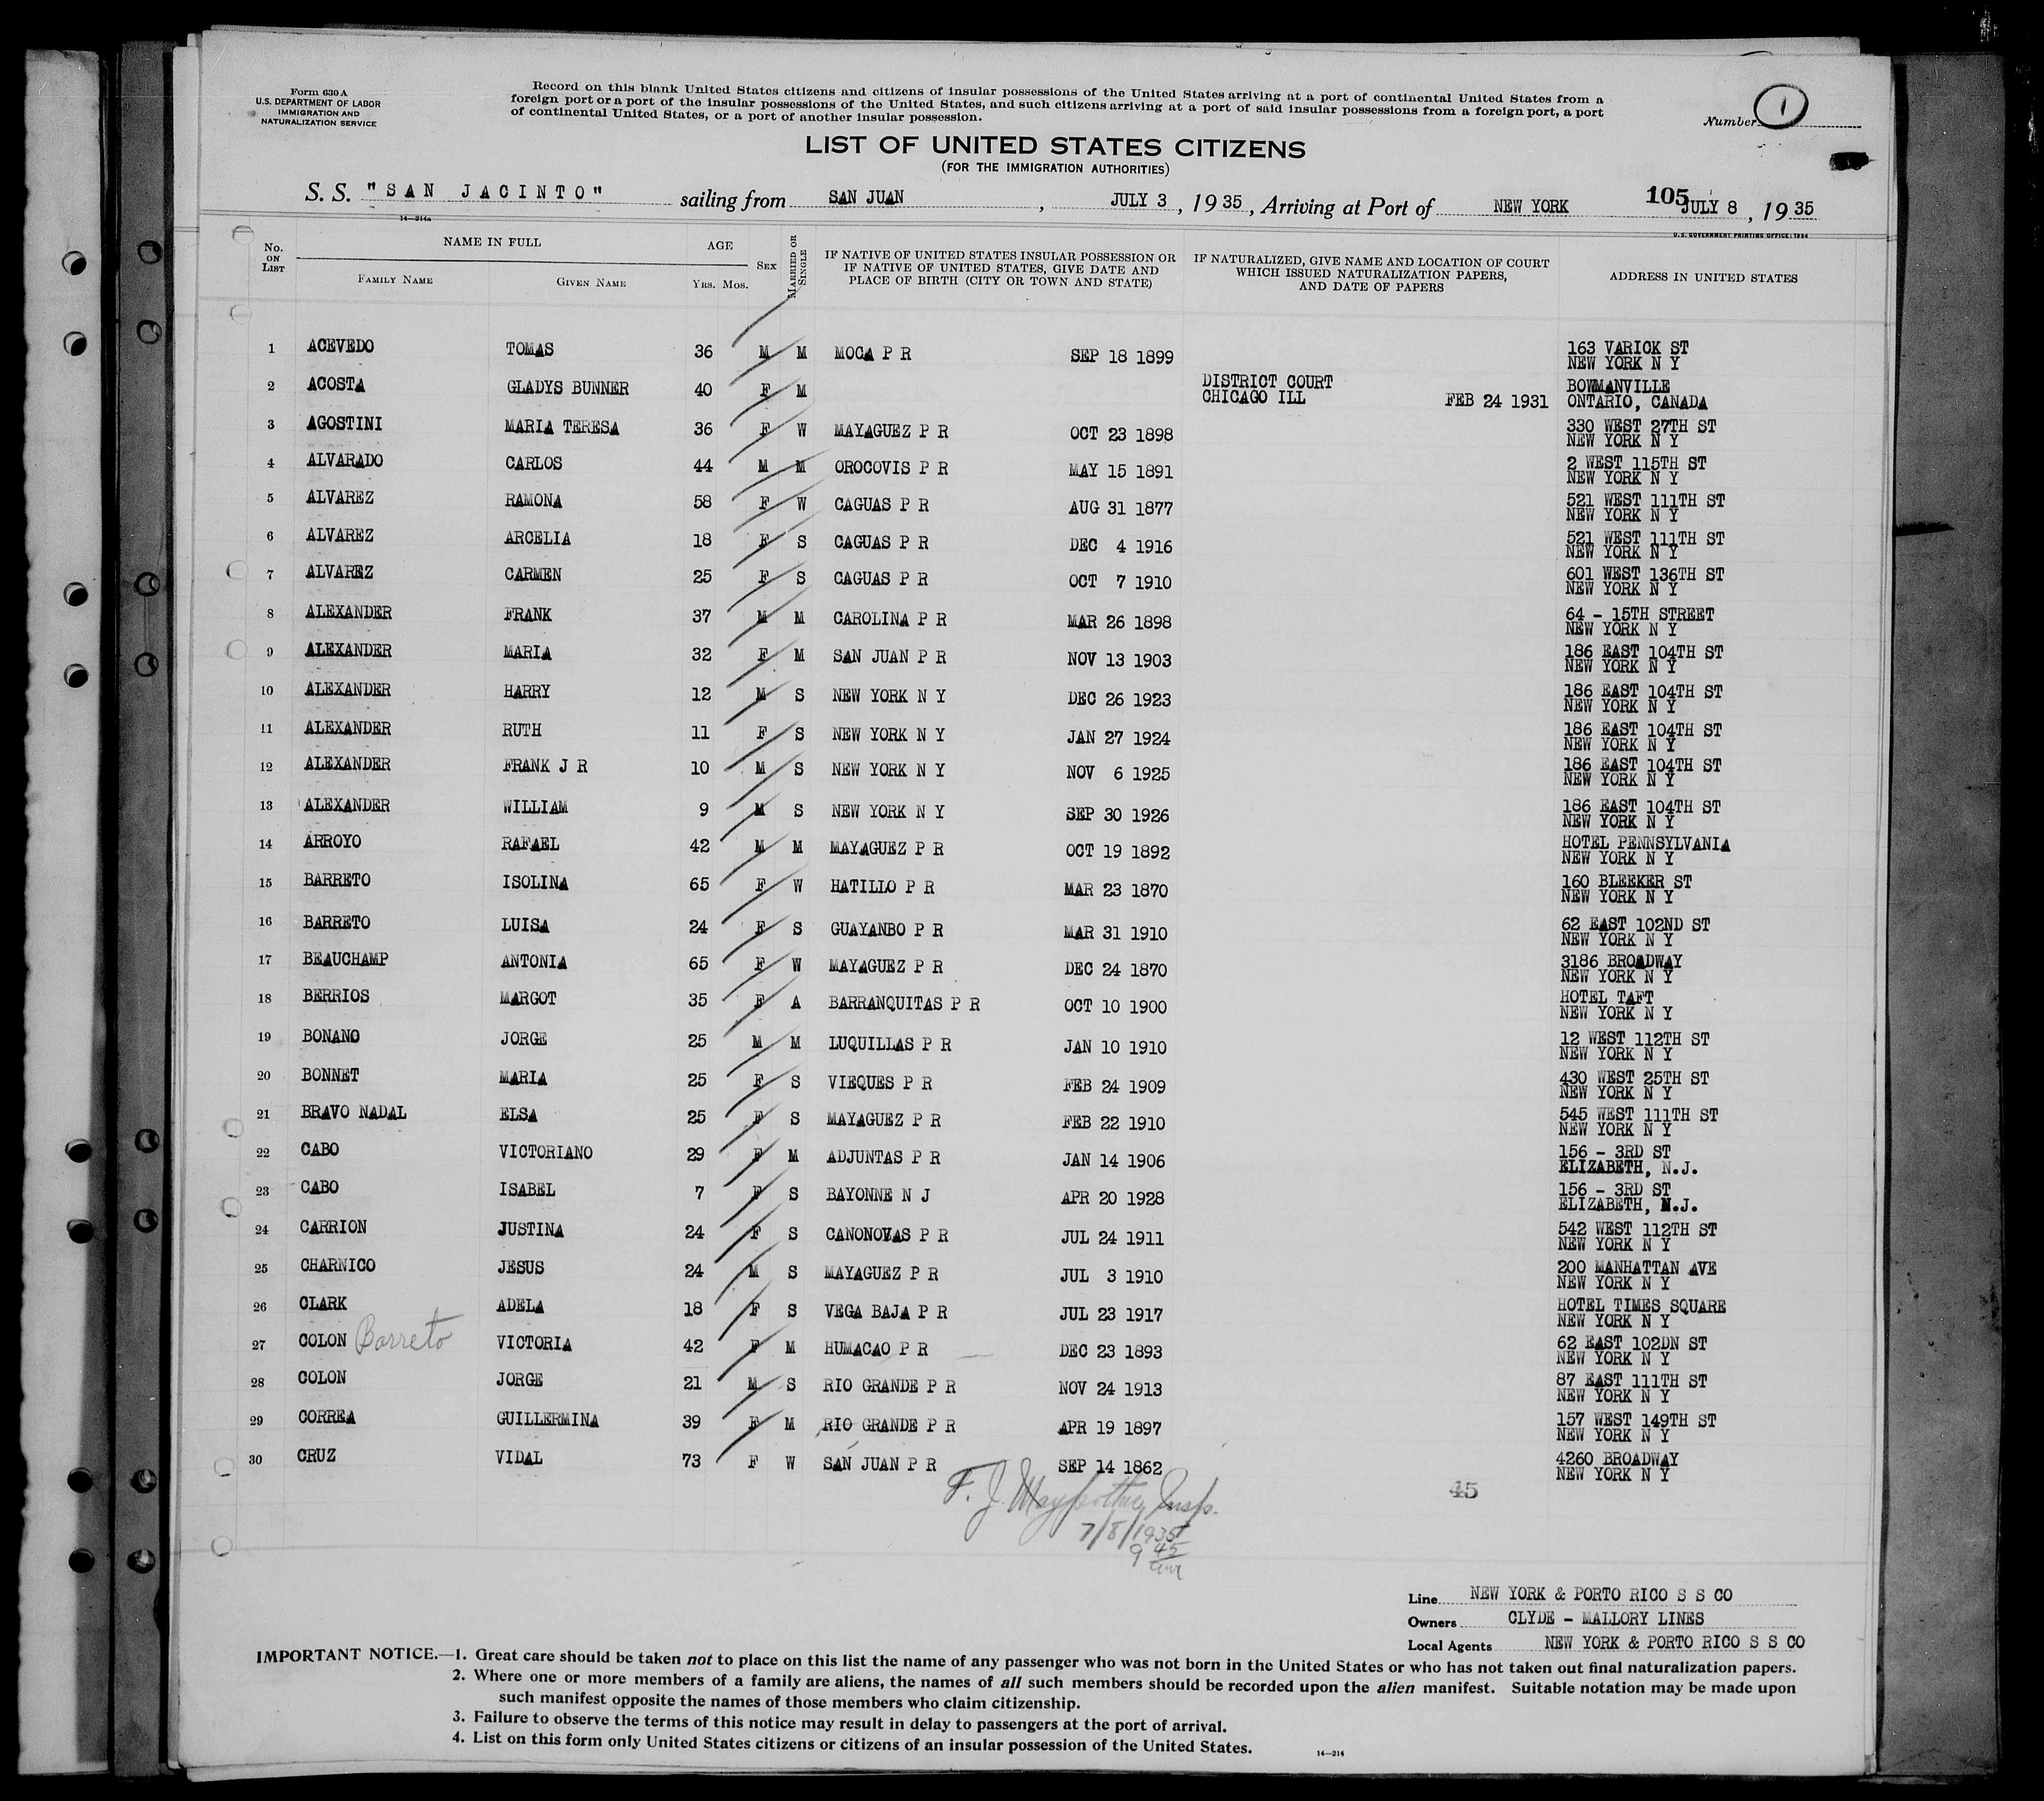 Form 630 A
U.S. DEPARTMENT OF LABOR
IMMIGRATION AND
NATURALIZATION SERVICE
Record on this blank United States citizens and citizens of insular possessions of the United States arriving at a port of continental United States from a
foreign port or a port of the insular possessions of the United States, and such citizens arriving at a port of said insular possessions from a foreign port, a port
of continental United States, or a port of another insular possession.
Number 1
LIST OF UNITED STATES CITIZENS
(FOR THE IMMIGRATION AUTHORITIES)
S. S. "SAN JACINTO" sailing from SAN JUAN, JULY 3, 1935, Arriving at Port of NEW YORK 105 JULY 8, 1935
14—214a
U.S. GOVERNMENT PRINTING OFFICE: 1934
No. ON LIST
NAME IN FULL
FAMILY NAME GIVEN NAME
AGE
YRS. MOS.
SEX
MARRIED OR SINGLE
IF NATIVE OF UNITED STATES INSULAR POSSESSION OR
IF NATIVE OF UNITED STATES, GIVE DATE AND
PLACE OF BIRTH (CITY OR TOWN AND STATE)
IF NATURALIZED, GIVE NAME AND LOCATION OF COURT
WHICH ISSUED NATURALIZATION PAPERS,
AND DATE OF PAPERS
ADDRESS IN UNITED STATES
1 ACEVEDO TOMAS 36 M M MOCA P R SEP 18 1899 163 VARICK ST
NEW YORK N Y
2 ACOSTA GLADYS BUNNER 40 F M DISTRICT COURT BOWMANVILLE
CHICAGO ILL FEB 24 1931 ONTARIO, CANADA
3 AGOSTINI MARIA TERESA 36 F W MAYAGUEZ P R OCT 23 1898 330 WEST 27TH ST
NEW YORK N Y
4 ALVARADO CARLOS 44 M M OROCOVIS P R MAY 15 1891 2 WEST 115TH ST
NEW YORK N Y
5 ALVAREZ RAMONA 58 F W CAGUAS P R AUG 31 1877 521 WEST 111TH ST
NEW YORK N Y
6 ALVAREZ ARCELIA 18 F S CAGUAS P R DEC 4 1916 521 WEST 111TH ST
NEW YORK N Y
7 ALVAREZ CARMEN 25 F S CAGUAS P R OCT 7 1910 601 WEST 136TH ST
NEW YORK N Y
8 ALEXANDER FRANK 37 M M CAROLINA P R MAR 26 1898 64 - 15TH STREET
NEW YORK N Y
9 ALEXANDER MARIA 32 F M SAN JUAN P R NOV 13 1903 186 EAST 104TH ST
NEW YORK N Y
10 ALEXANDER HARRY 12 M S NEW YORK N Y DEC 26 1923 186 EAST 104TH ST
NEW YORK N Y
11 ALEXANDER RUTH 11 F S NEW YORK N Y JAN 27 1924 186 EAST 104TH ST
NEW YORK N Y
12 ALEXANDER FRANK J R 10 M S NEW YORK N Y NOV 6 1925 186 EAST 104TH ST
NEW YORK N Y
13 ALEXANDER WILLIAM 9 M S NEW YORK N Y SEP 30 1926 186 EAST 104TH ST
NEW YORK N Y
14 ARROYO RAFAEL 42 M M MAYAGUEZ P R OCT 19 1892 HOTEL PENNSYLVANIA
NEW YORK N Y
15 BARRETO ISOLINA 65 F W HATILLO P R MAR 23 1870 160 BLEEKER ST
NEW YORK N Y
16 BARRETO LUISA 24 F S GUAYANBO P R MAR 31 1910 62 EAST 102ND ST
NEW YORK N Y
17 BEAUCHAMP ANTONIA 65 F W MAYAGUEZ P R DEC 24 1870 3186 BROADWAY
NEW YORK N Y
18 BERRIOS MARGOT 35 F A BARRANQUITAS P R OCT 10 1900 HOTEL TAFT
NEW YORK N Y
19 BONANO JORGE 25 M M LUQUILLAS P R JAN 10 1910 12 WEST 112TH ST
NEW YORK N Y
20 BONNET MARIA 25 F S VIEQUES P R FEB 24 1909 430 WEST 25TH ST
NEW YORK N Y
21 BRAVO NADAL ELSA 25 F S MAYAGUEZ P R FEB 22 1910 545 WEST 111TH ST
NEW YORK N Y
22 CABO VICTORIANO 29 F M ADJUNTAS P R JAN 14 1906 156 - 3RD ST
ELIZABETH, N.J.
23 CABO ISABEL 7 F S BAYONNE N J APR 20 1928 156 - 3RD ST
ELIZABETH, N.J.
24 CARRION JUSTINA 24 F S CANONOVAS P R JUL 24 1911 542 WEST 112TH ST
NEW YORK N Y
25 CHARNICO JESUS 24 M S MAYAGUEZ P R JUL 3 1910 200 MANHATTAN AVE
NEW YORK N Y
26 CLARK ADELA 18 F S VEGA BAJA P R JUL 23 1917 HOTEL TIMES SQUARE
NEW YORK N Y
27 COLON Barreto VICTORIA 42 F M HUMACAO P R DEC 23 1893 62 EAST 102DN ST
NEW YORK N Y
28 COLON JORGE 21 M S RIO GRANDE P R NOV 24 1913 87 EAST 111TH ST
NEW YORK N Y
29 CORREA GUILLERMINA 39 F M RIO GRANDE P R APR 19 1897 157 WEST 149TH ST
NEW YORK N Y
30 CRUZ VIDAL 73 F W SAN JUAN P R SEP 14 1862 4260 BROADWAY
NEW YORK N Y
45
F. J. Insp.
7/8/1935
9 45
Line NEW YORK & PORTO RICO S S CO
Owners CLYDE - MALLORY LINES
Local Agents NEW YORK & PORTO RICO S S CO
IMPORTANT NOTICE.—1. Great care should be taken not to place on this list the name of any passenger who was not born in the United States or who has not taken out final naturalization papers.
2. Where one or more members of a family are aliens, the names of all such members should be recorded upon the alien manifest. Suitable notation may be made upon
such manifest opposite the names of those members who claim citizenship.
3. Failure to observe the terms of this notice may result in delay to passengers at the port of arrival.
4. List on this form only United States citizens or citizens of an insular possession of the United States.
14—214